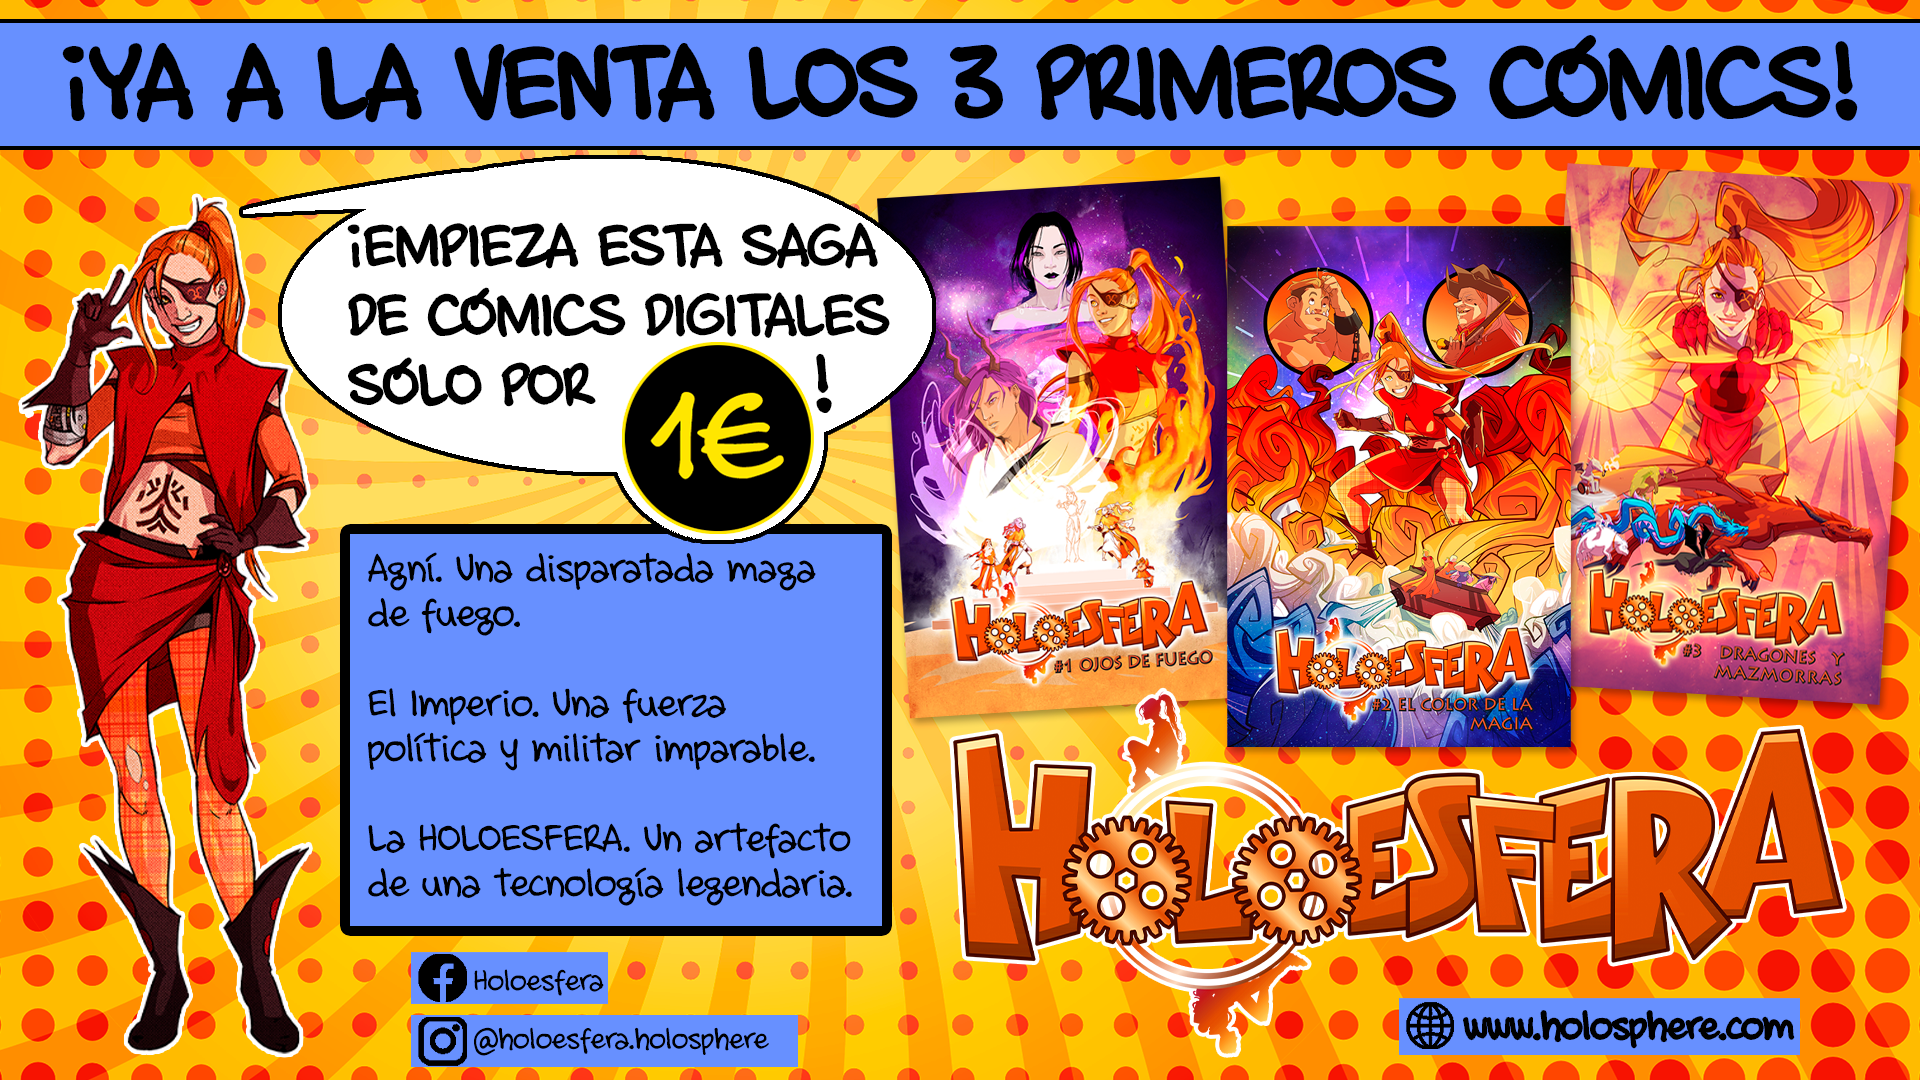 ¡YA A LA VENTA LOS 3 PRIMEROS CÓMICS!
¡EMPIEZA ESTA SAGA
DE CÓMICS DIGITALES
SÓLO POR 1€!
Agní. Una disparatada maga
de fuego.
El Imperio. Una fuerza
política y militar imparable.
La HOLOESFERA. Un artefacto
de una tecnología legendaria.
HOLOESFERA
#1 OJOS DE FUEGO
HOLOESFERA
#2 EL COLOR DE LA
MAGIA
HOLOESFERA
#3 DRAGONES Y
MAZMORRAS
HOLOESFERA
Holoesfera
@holoesfera.holosphere
www.holosphere.com